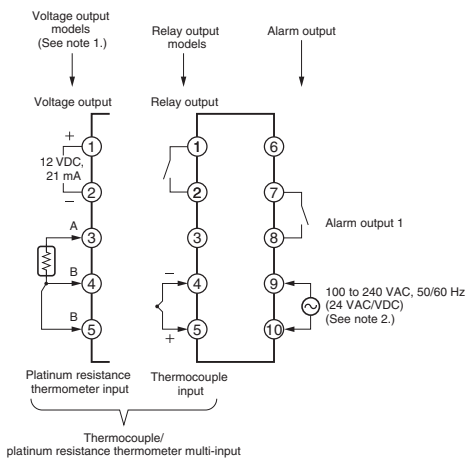 Voltage output
models
(See note 1.)
Relay output
models
Alarm output
Voltage output
Relay output
+
12 VDC,
21 mA
−
A
B
B
1
2
3
4
5
1
2
3
4
5
−
+
6
7
8
9
10
Alarm output 1
100 to 240 VAC, 50/60 Hz
(24 VAC/VDC)
(See note 2.)
Platinum resistance
thermometer input
Thermocouple
input
Thermocouple/
platinum resistance thermometer multi-input